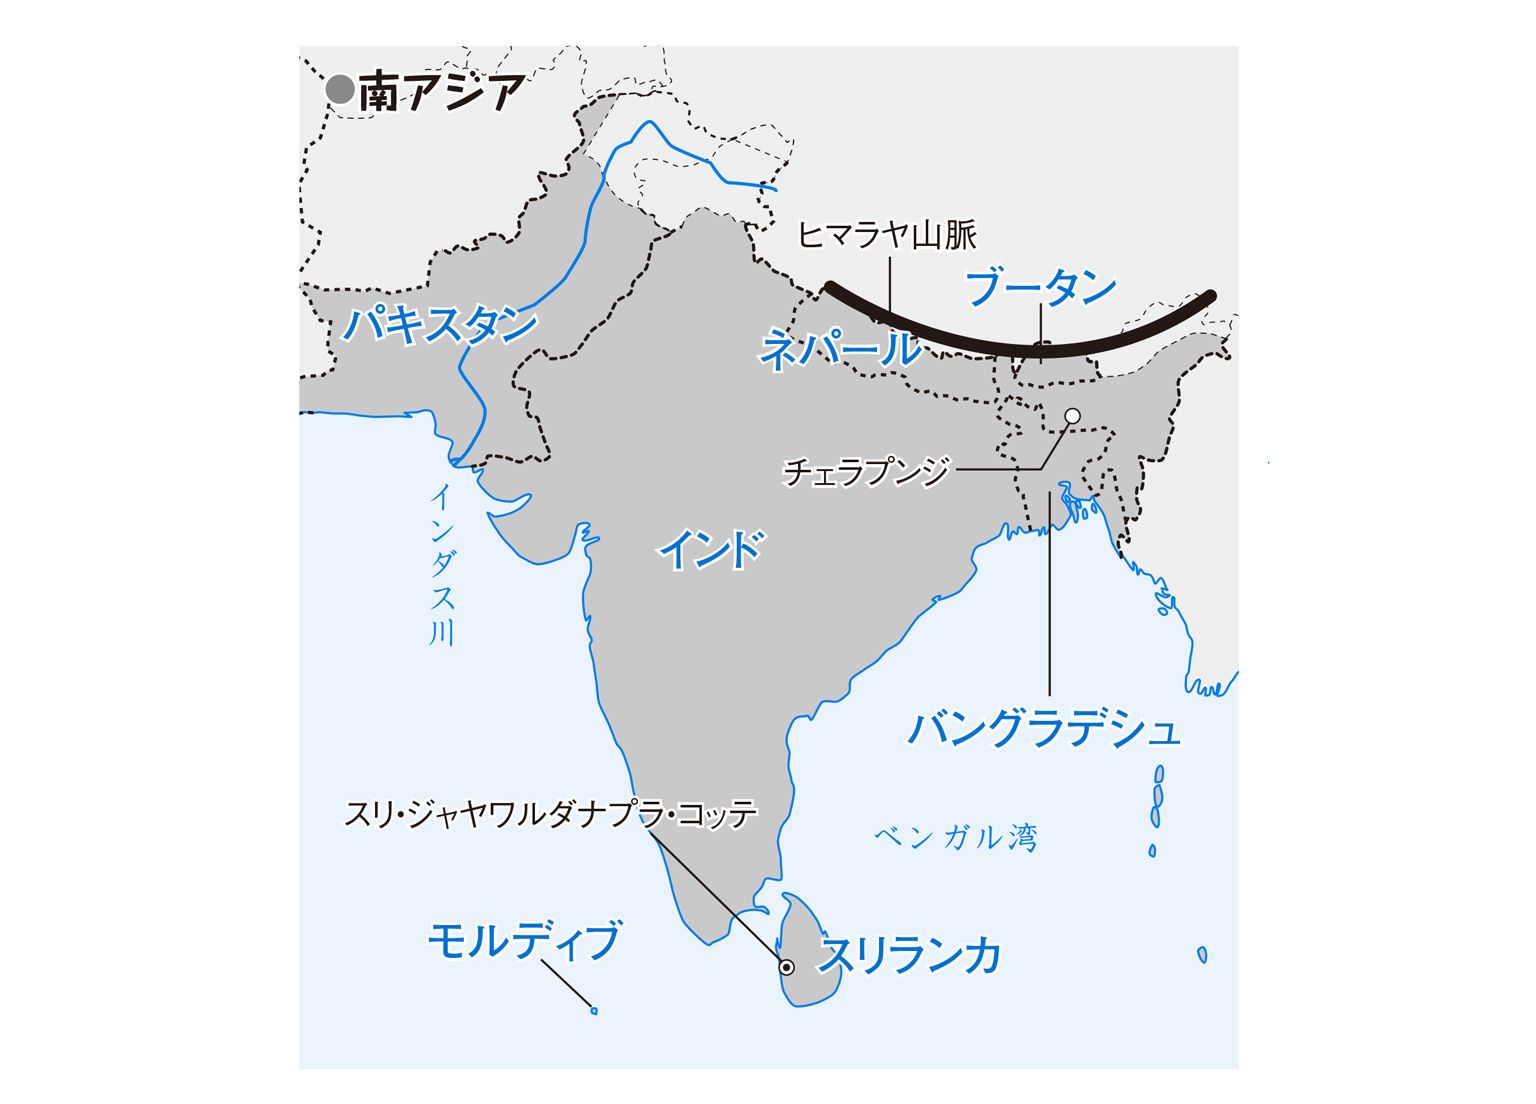 南アジア
ヒマラヤ山脈
ブータン
パキスタン
ネパール
チェラプンジ
インダス川
インド
バングラデシュ
スリ・ジャヤワルダナプラ・コッテ
ベンガル湾
モルディブ
スリランカ